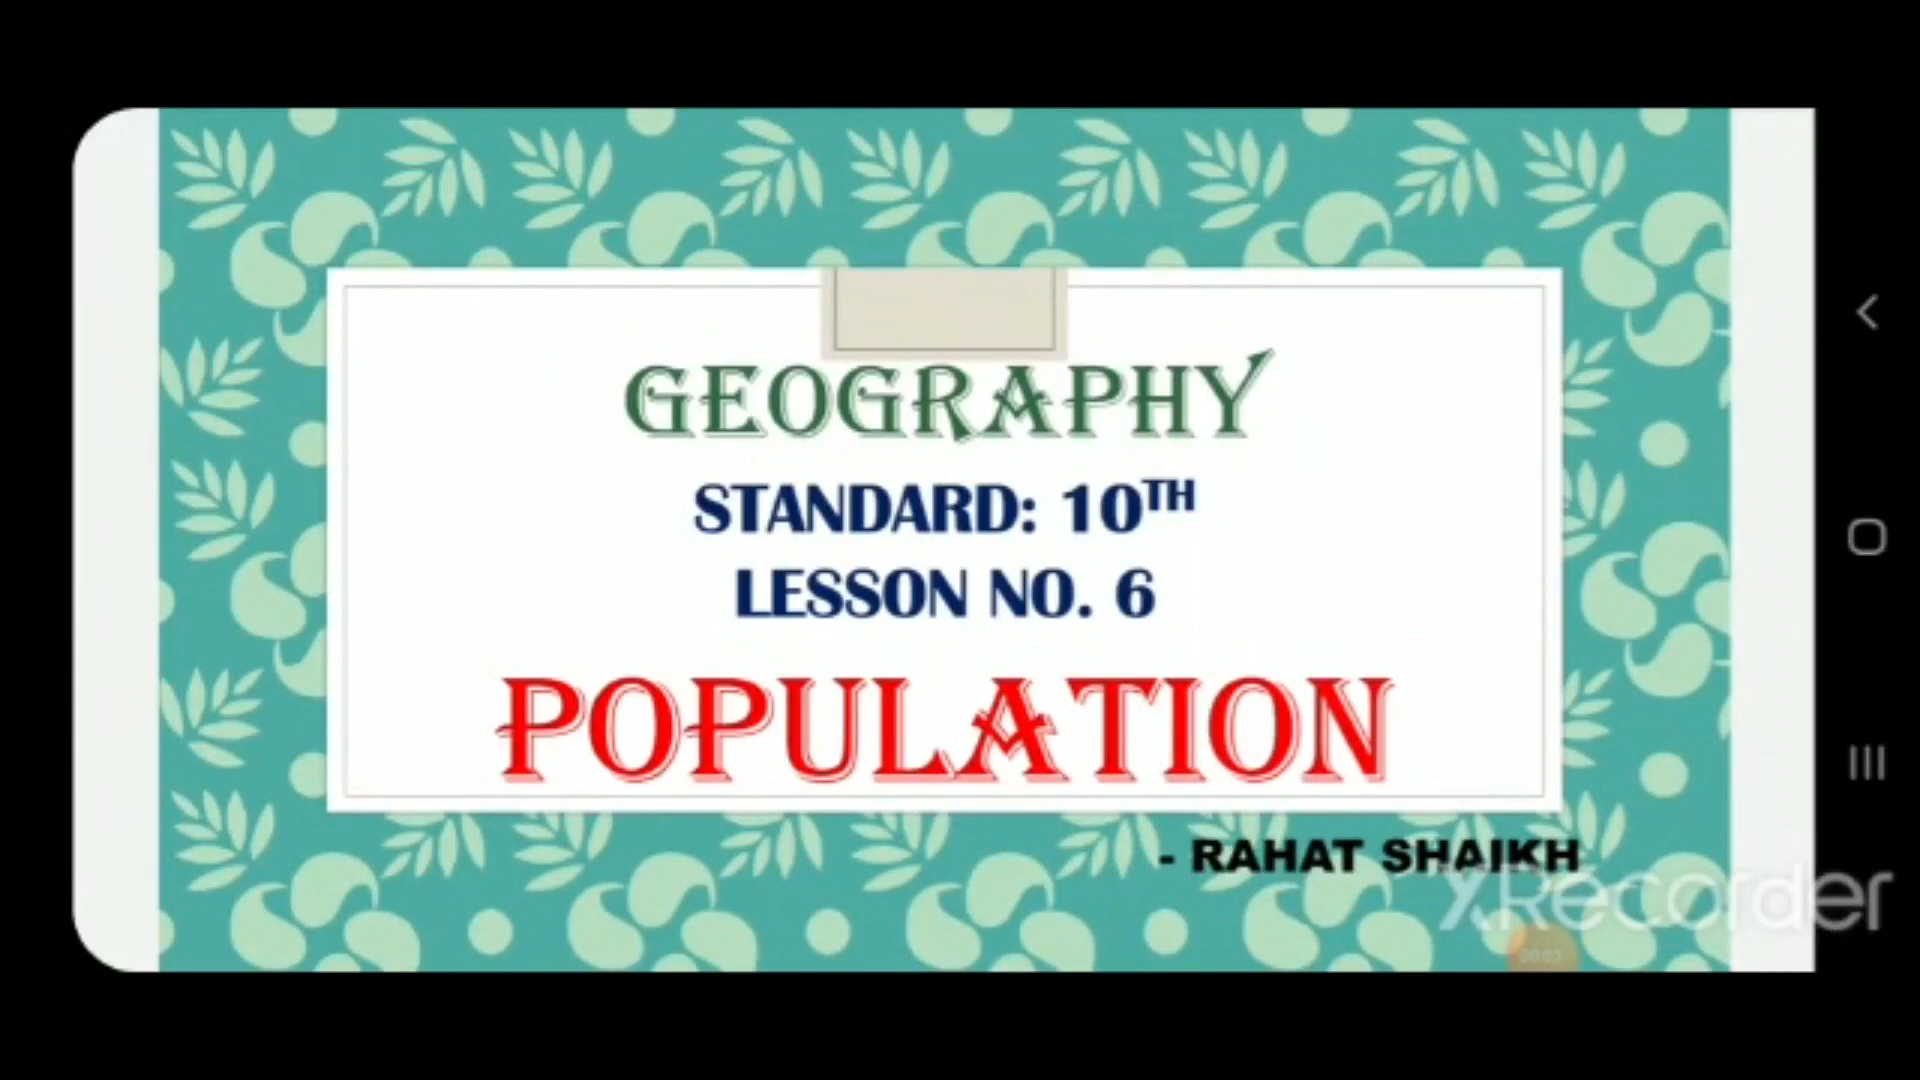 GEOGRAPHY
STANDARD: 10TH
LESSON NO. 6
POPULATION
- RAHAT SHAIKH
XRecorder